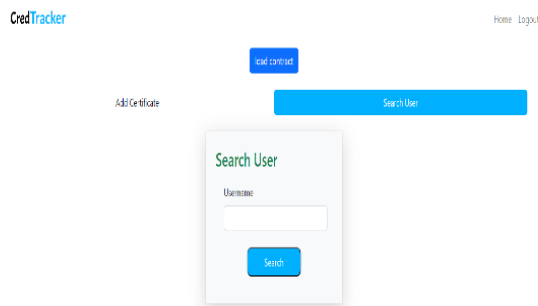 CredTracker
Home Logout
load contract
Add Certificate Search User
Search User
Username
Search